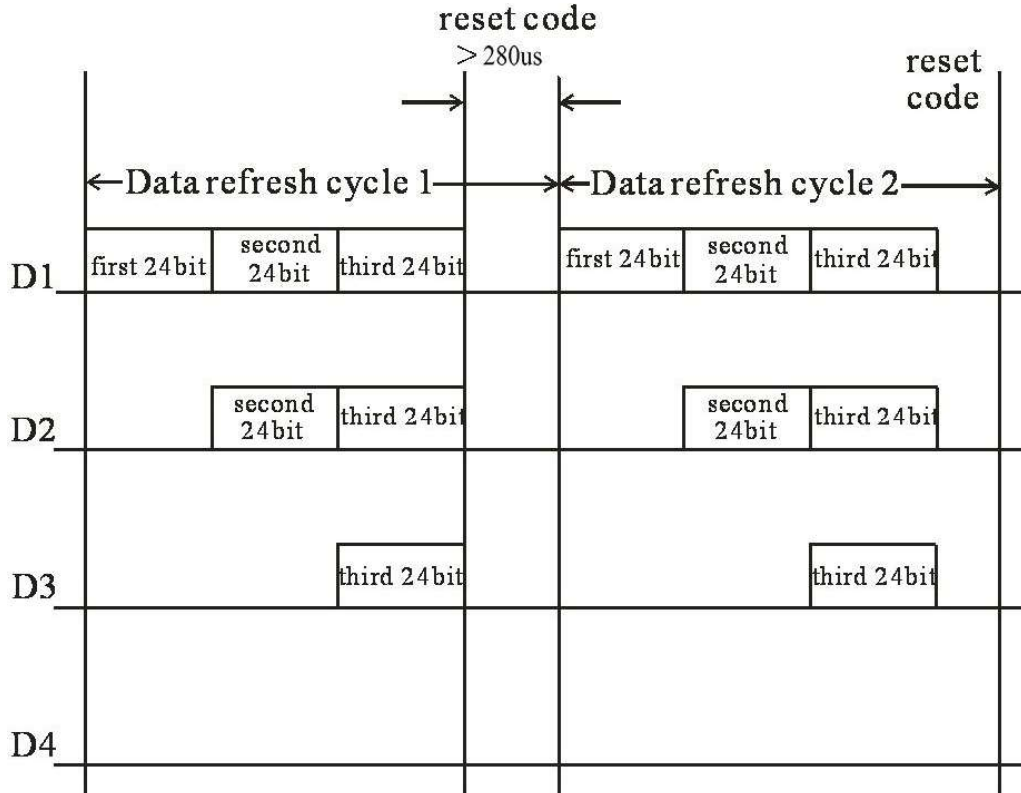 reset code
> 280us
reset
code
Data refresh cycle 1
Data refresh cycle 2
D1
first 24bit
second
24bit
third 24bit
first 24bit
second
24bit
third 24bit
D2
second
24bit
third 24bit
second
24bit
third 24bit
D3
third 24bit
third 24bit
D4